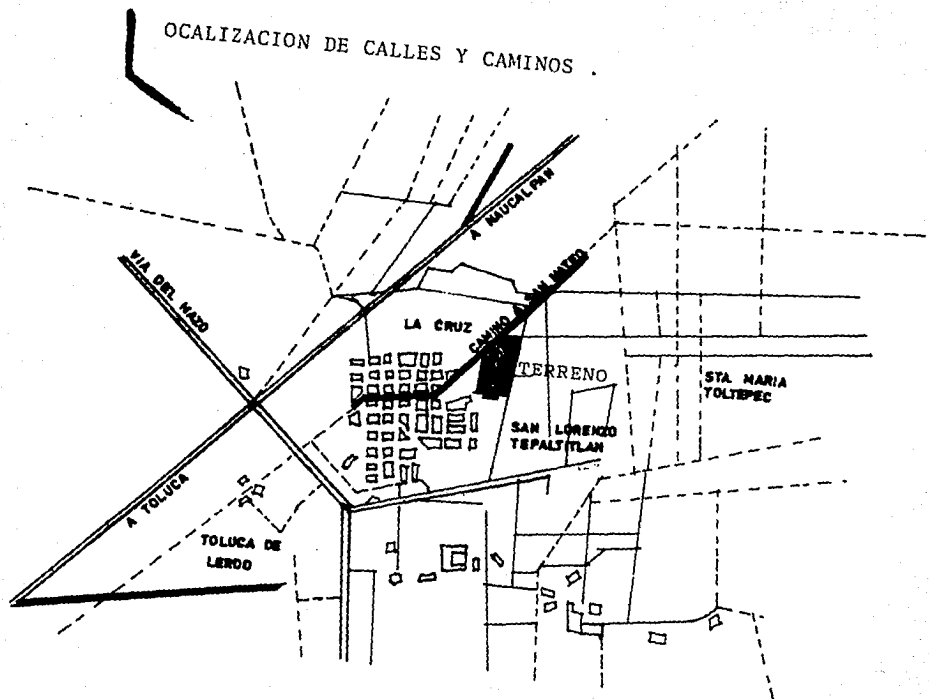 OCALIZACION DE CALLES Y CAMINOS .
A NAUCALPAN
VIA DEL MAZO
CAMINO A SAN MATEO
LA CRUZ
TERRENO
STA. MARIA
TOLTEPEC
SAN LORENZO
TEPALTITLAN
A TOLUCA
TOLUCA DE
LERDO